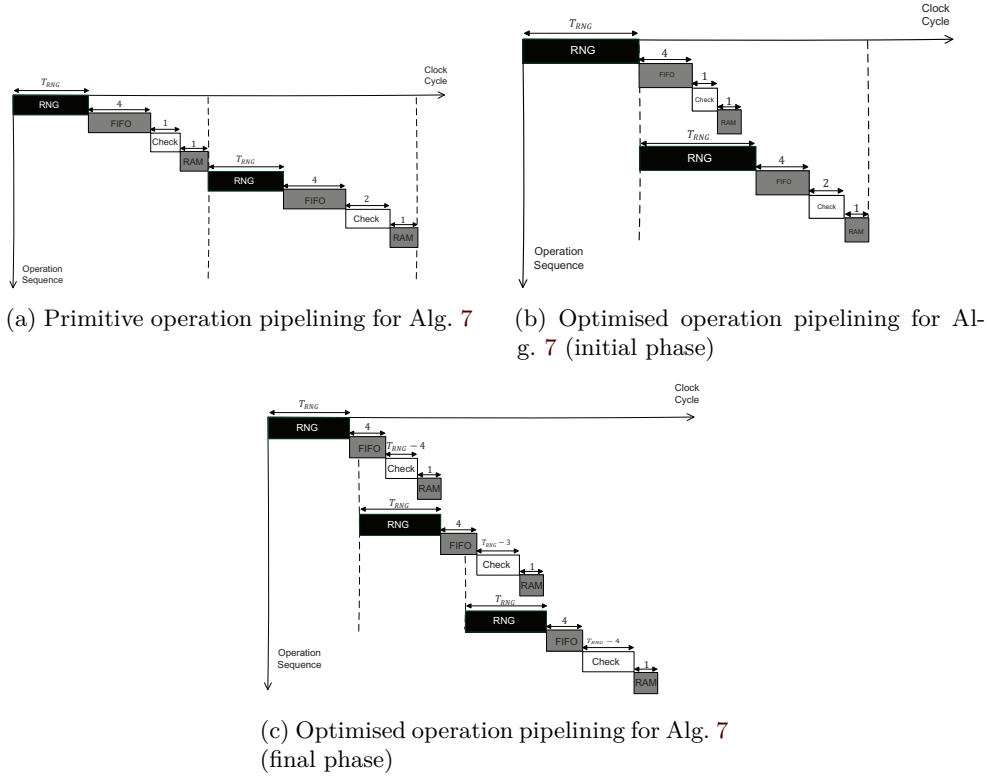 Clock
Cycle
T_RNG
RNG
4
FIFO
1
Check
1
RAM
T_RNG
RNG
4
FIFO
2
Check
1
RAM
Operation
Sequence
(a) Primitive operation pipelining for Alg. 7
Clock
Cycle
T_RNG
RNG
4
FIFO
1
Check
1
RAM
T_RNG
RNG
4
FIFO
2
Check
1
RAM
Operation
Sequence
(b) Optimised operation pipelining for Al-
g. 7 (initial phase)
Clock
Cycle
T_RNG
RNG
4
FIFO
T_RNG − 4
Check
1
RAM
T_RNG
RNG
4
FIFO
T_RNG − 3
Check
1
RAM
T_RNG
RNG
4
FIFO
T_RNG − 4
Check
1
RAM
Operation
Sequence
(c) Optimised operation pipelining for Alg. 7
(final phase)